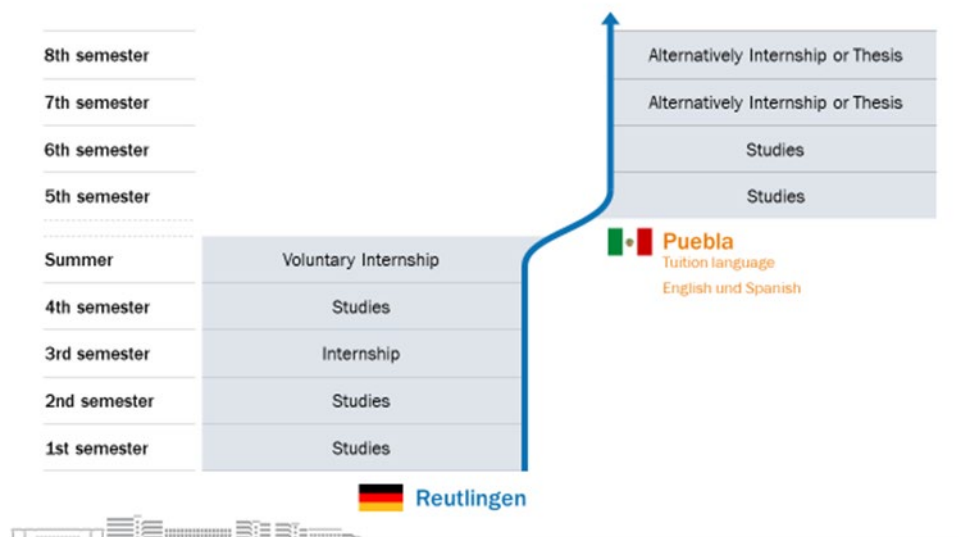 8th semester
Alternatively Internship or Thesis
7th semester
Alternatively Internship or Thesis
6th semester
Studies
5th semester
Studies
Puebla
Tuition language
English und Spanish
Summer
Voluntary Internship
4th semester
Studies
3rd semester
Internship
2nd semester
Studies
1st semester
Studies
Reutlingen